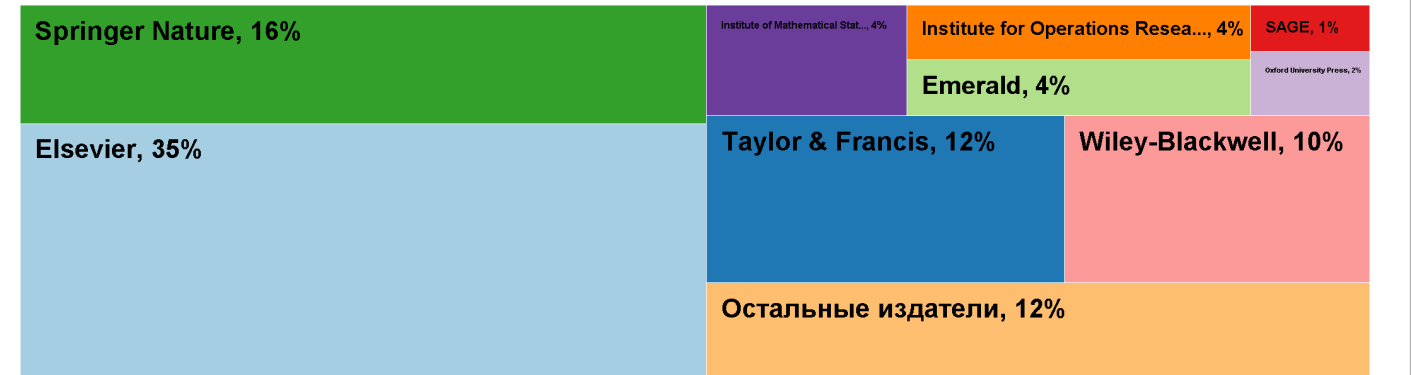 Springer Nature, 16%
Elsevier, 35%
Institute of Mathematical Stat..., 4%
Institute for Operations Resea..., 4%
SAGE, 1%
Emerald, 4%
Oxford University Press, 2%
Taylor & Francis, 12%
Wiley-Blackwell, 10%
Остальные издатели, 12%